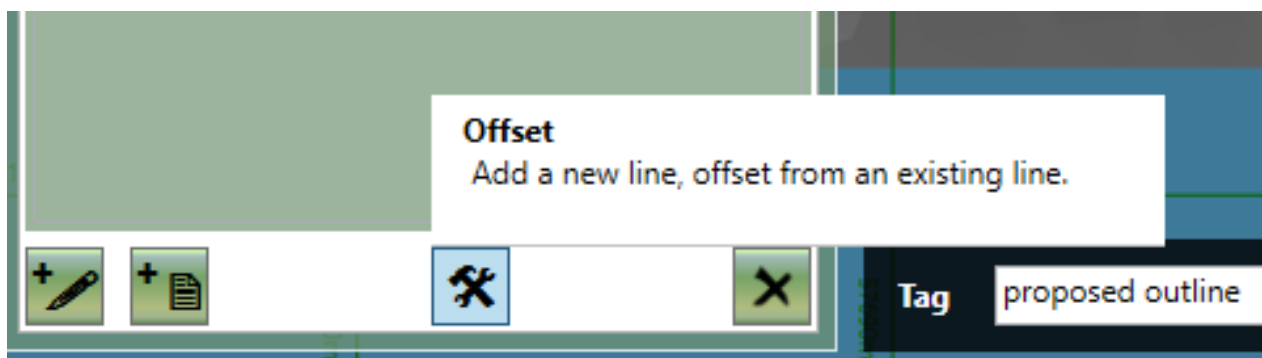 Offset
Add a new line, offset from an existing line.
Tag
proposed outline